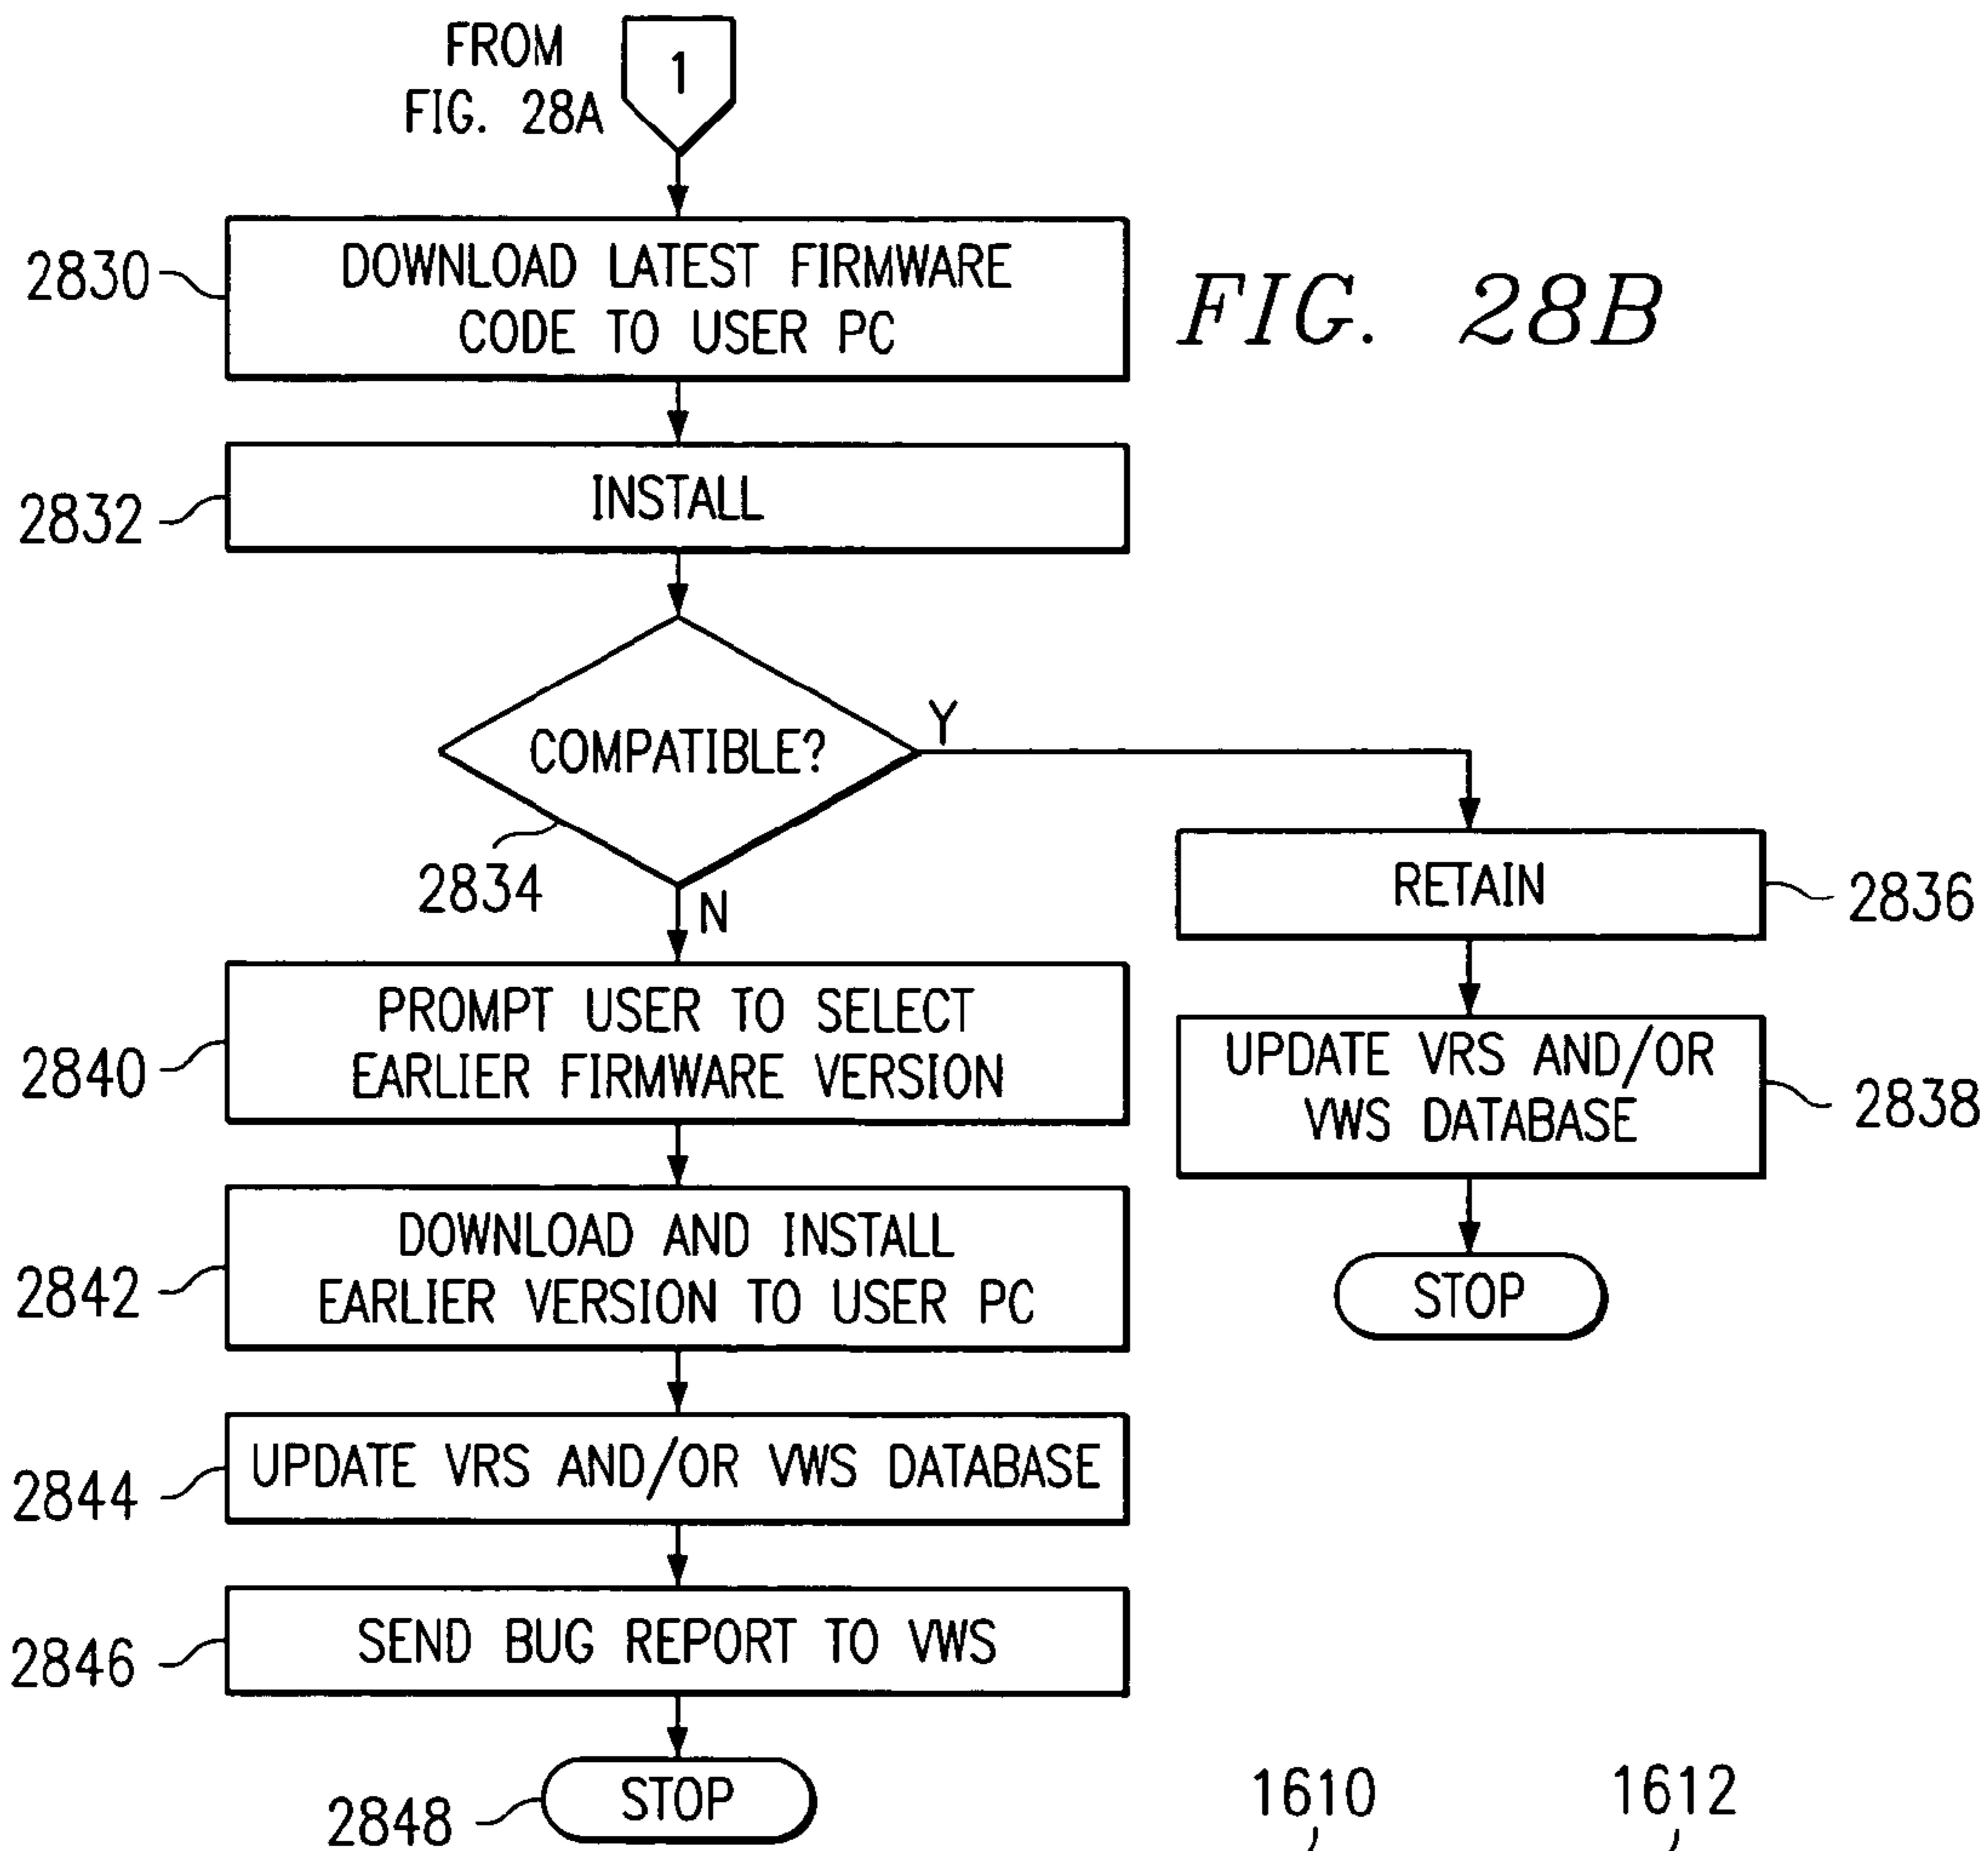 FROM
FIG. 28A
1
2830
DOWNLOAD LATEST FIRMWARE
CODE TO USER PC
FIG. 28B
2832
INSTALL
COMPATIBLE?
Y
2834
N
RETAIN
2836
2840
PROMPT USER TO SELECT
EARLIER FIRMWARE VERSION
UPDATE VRS AND/OR
VWS DATABASE
2838
2842
DOWNLOAD AND INSTALL
EARLIER VERSION TO USER PC
STOP
2844
UPDATE VRS AND/OR VWS DATABASE
2846
SEND BUG REPORT TO VWS
2848
STOP
1610
1612